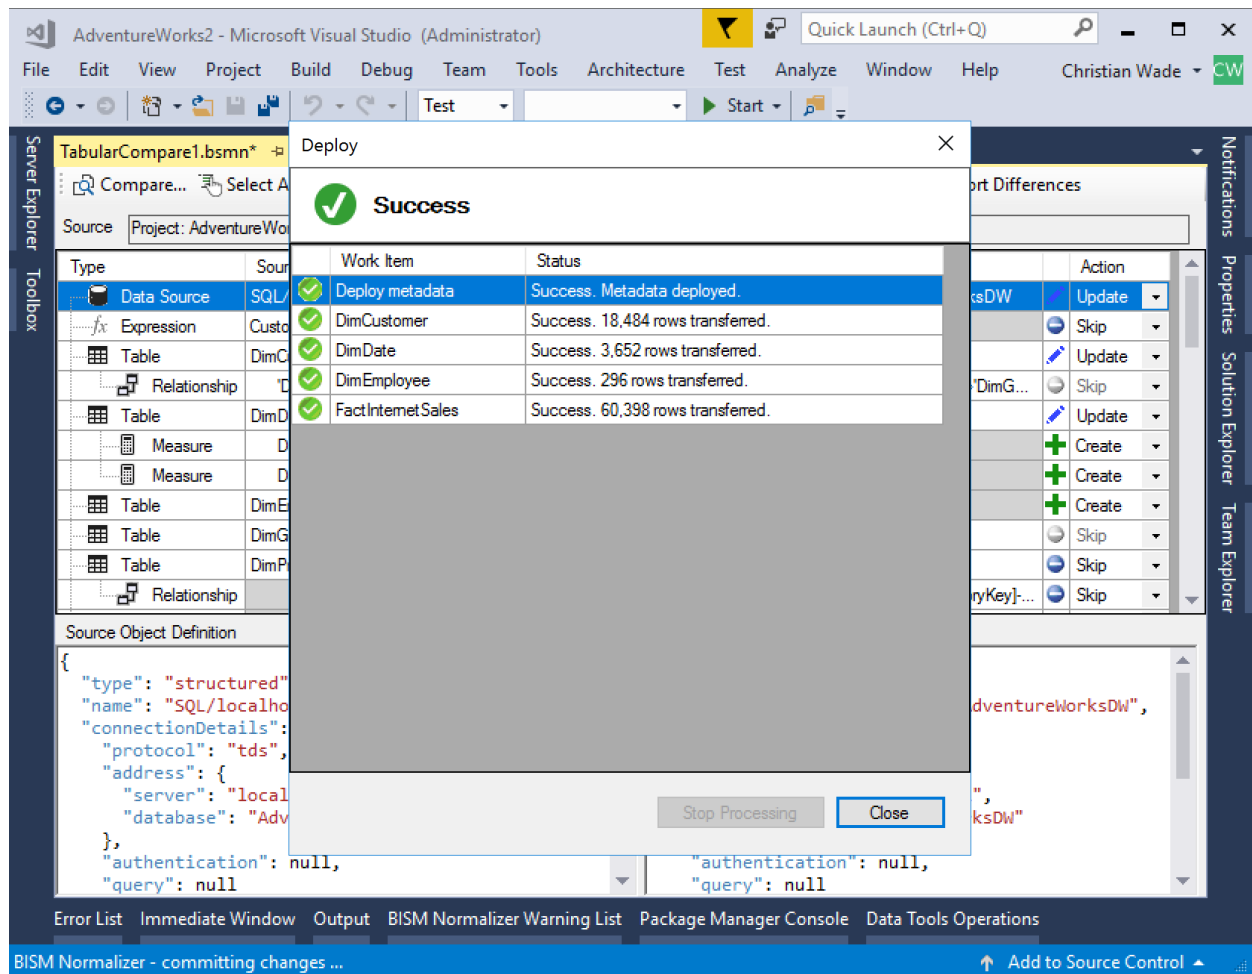 AdventureWorks2 - Microsoft Visual Studio (Administrator)
Quick Launch (Ctrl+Q)
File Edit View Project Build Debug Team Tools Architecture Test Analyze Window Help Christian Wade CW
Test Start
Server Explorer
Toolbox
TabularCompare1.bsmn*
Compare... Select A
Source Project: AdventureWo
Deploy
Success
Work Item Status
Deploy metadata Success. Metadata deployed.
DimCustomer Success. 18,484 rows transferred.
DimDate Success. 3,652 rows transferred.
DimEmployee Success. 296 rows transferred.
FactInternetSales Success. 60,398 rows transferred.
Stop Processing Close
ort Differences
Type Sour Action
Data Source SQL/ ksDW Update
Expression Custo Skip
Table DimC Update
Relationship 'D 'DimG... Skip
Table DimD Update
Measure D Create
Measure D Create
Table DimE Create
Table DimG Skip
Table DimP Skip
Relationship ryKey]-... Skip
Source Object Definition
{
"type": "structured"
"name": "SQL/localho dventureWorksDW",
"connectionDetails":
"protocol": "tds",
"address": {
"server": "local ",
"database": "Adv ksDW"
},
"authentication": null, "authentication": null,
"query": null "query": null
Notifications
Properties
Solution Explorer
Team Explorer
Error List Immediate Window Output BISM Normalizer Warning List Package Manager Console Data Tools Operations
BISM Normalizer - committing changes ... Add to Source Control